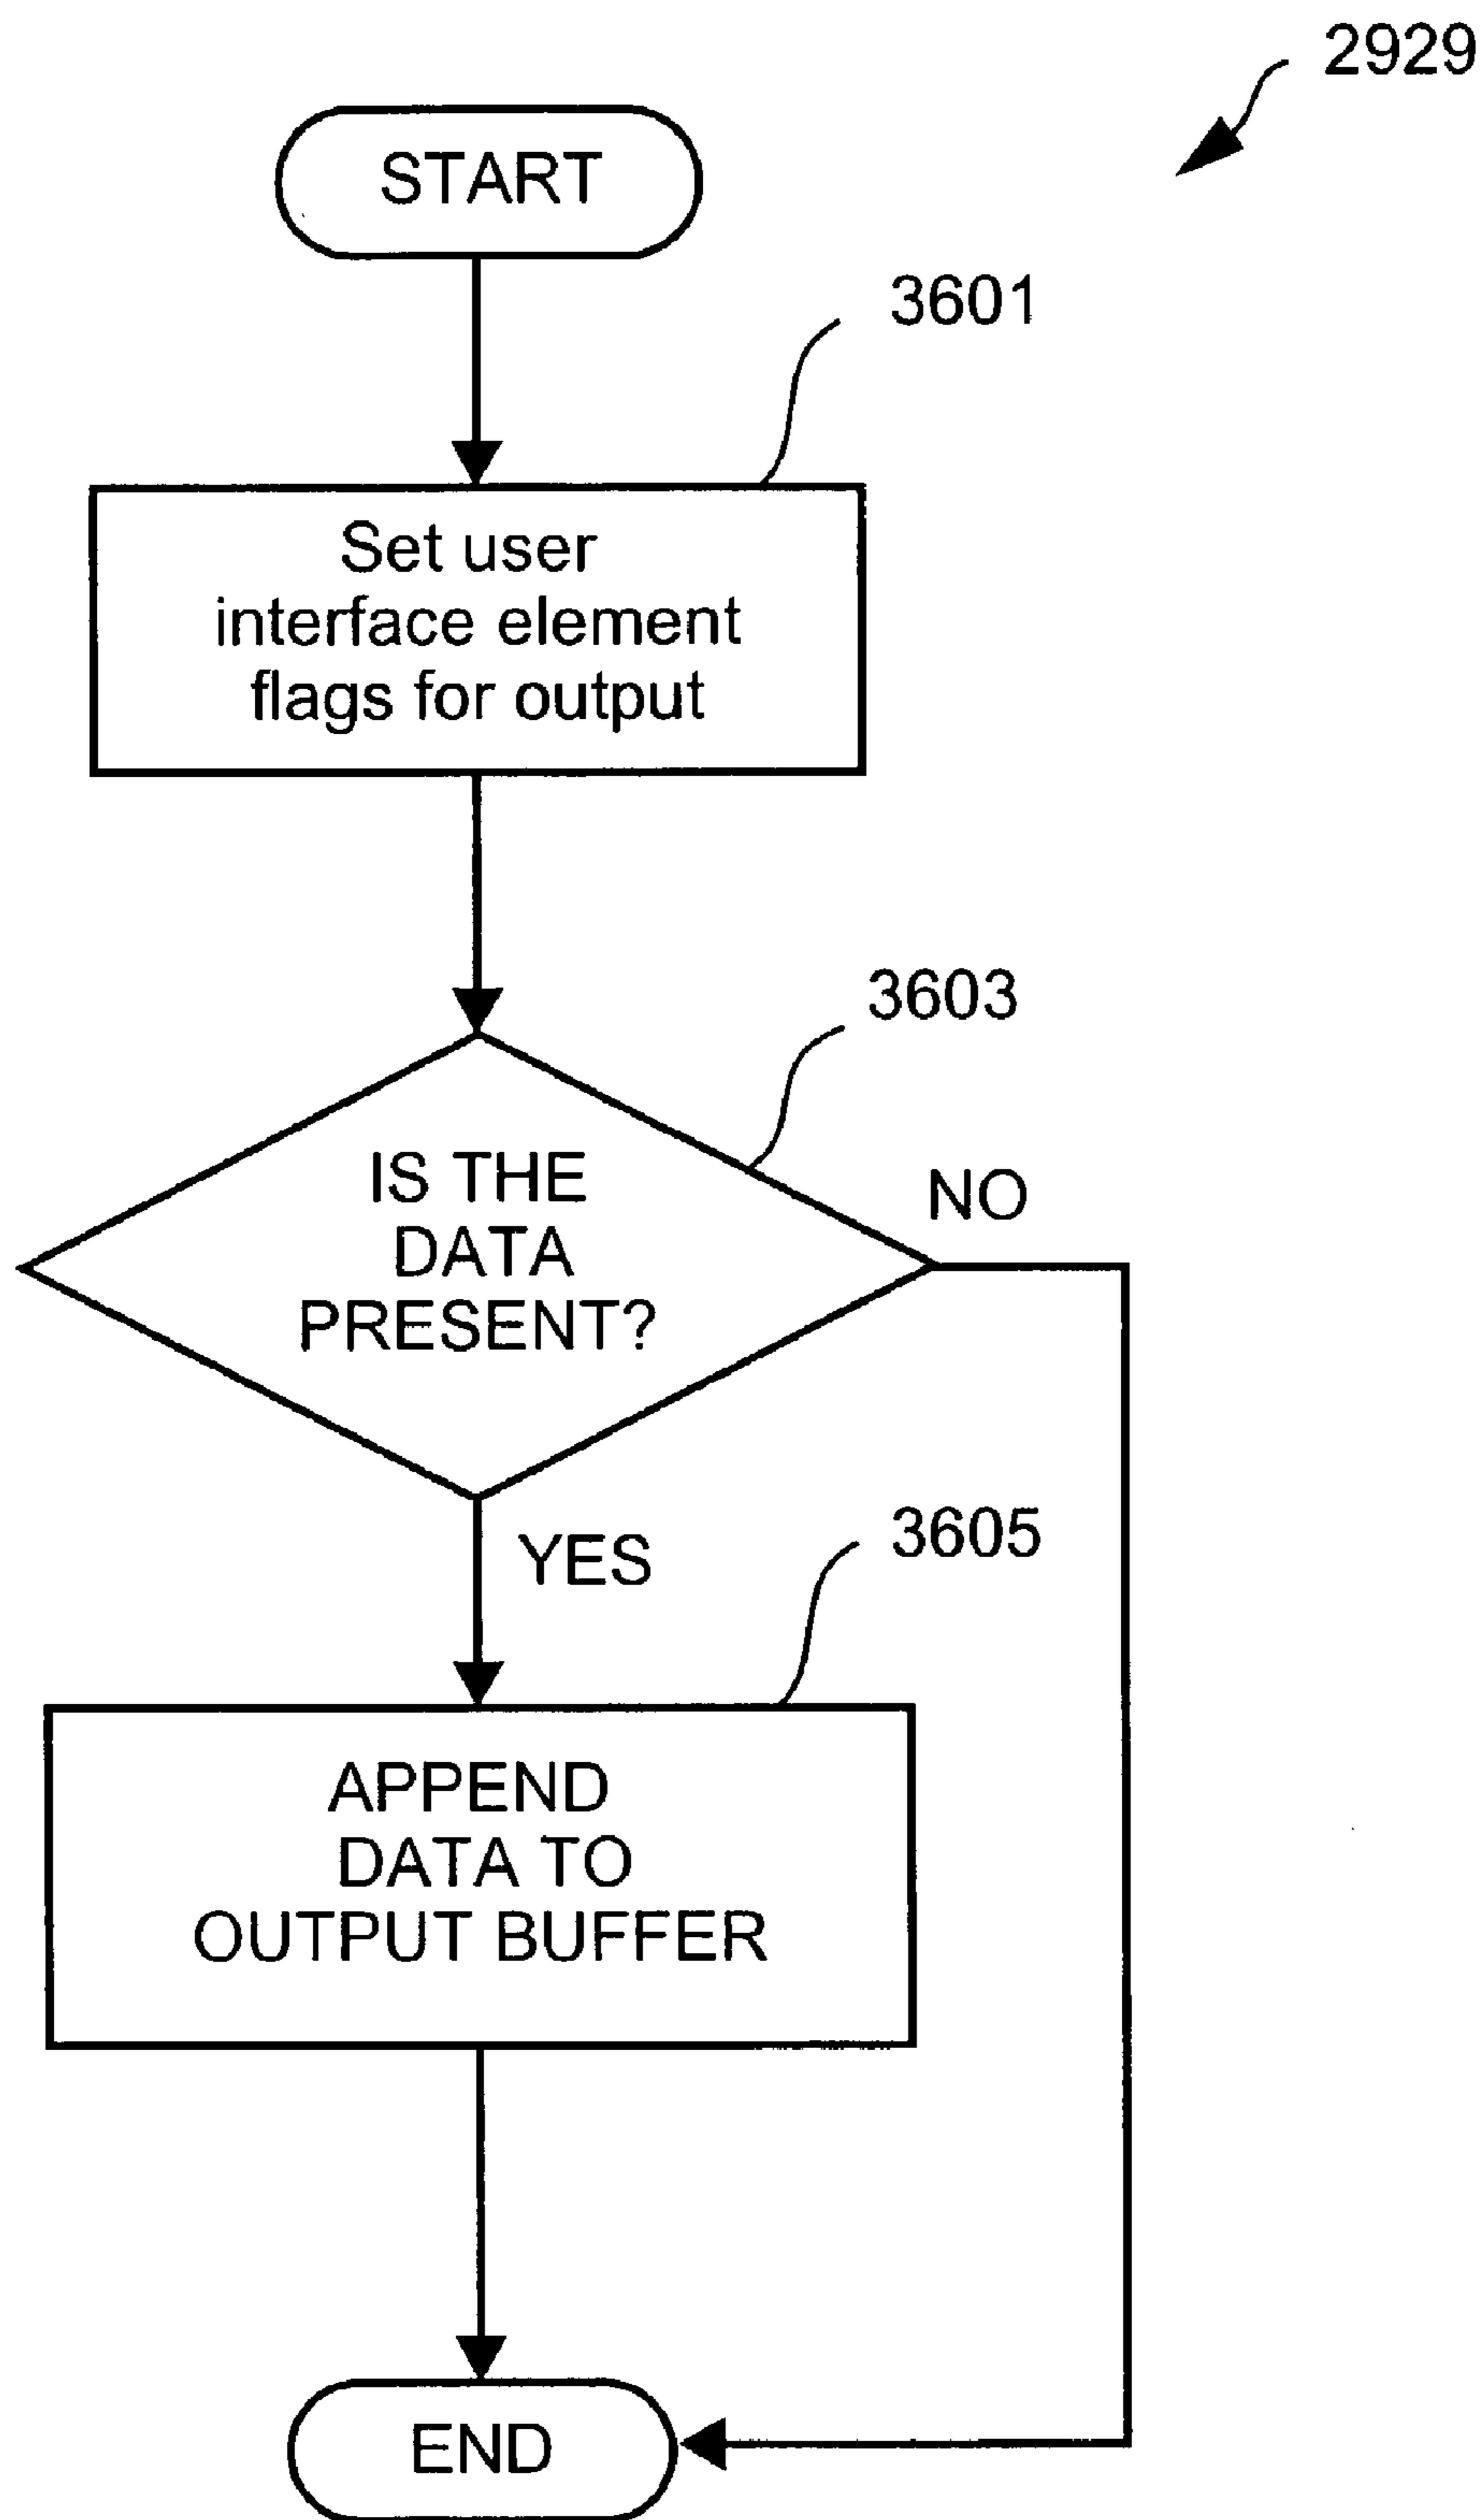 2929
START
3601
Set user
interface element
flags for output
3603
IS THE
DATA
PRESENT?
NO
YES
3605
APPEND
DATA TO
OUTPUT BUFFER
END